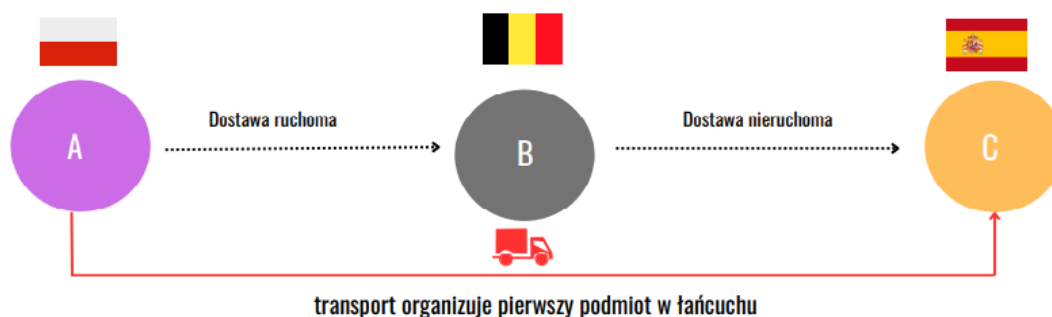 A
Dostawa ruchoma
B
Dostawa nieruchoma
C
transport organizuje pierwszy podmiot w łańcuchu